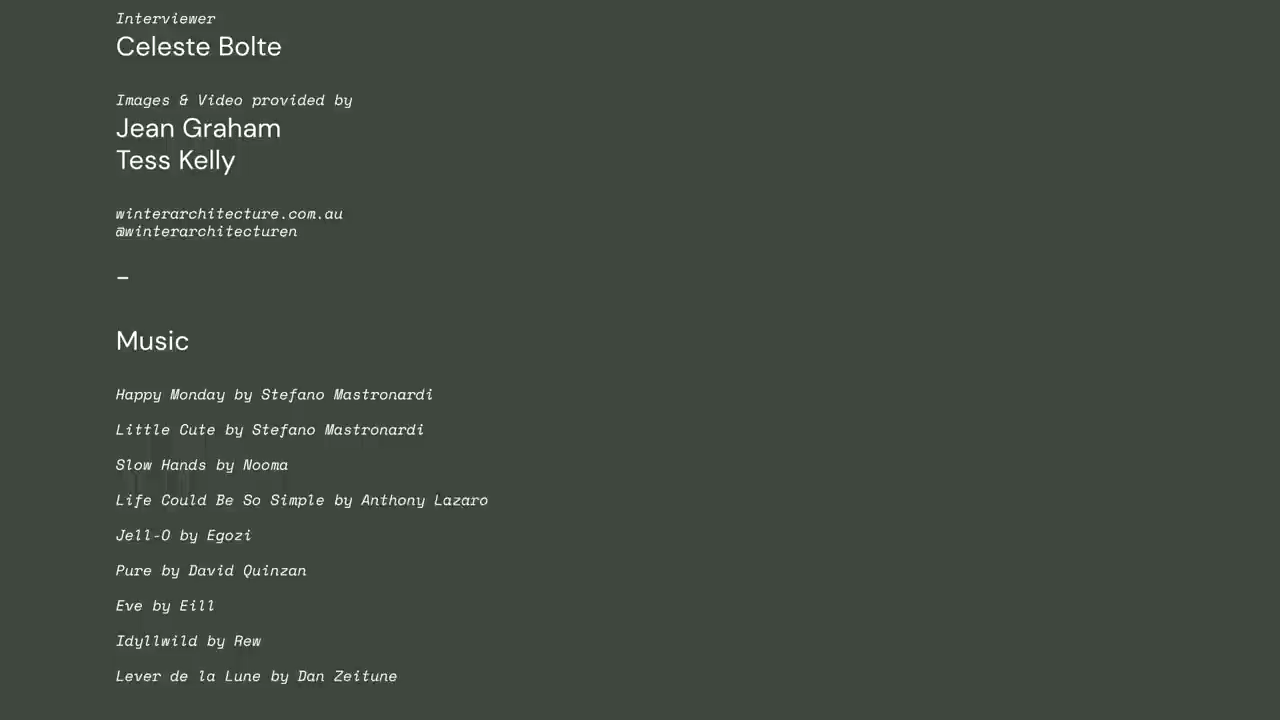 Interviewer
Celeste Bolte
Images & Video provided by
Jean Graham
Tess Kelly
winterarchitecture.com.au
@winterarchitecturen
–
Music
Happy Monday by Stefano Mastronardi
Little Cute by Stefano Mastronardi
Slow Hands by Nooma
Life Could Be So Simple by Anthony Lazaro
Jell-O by Egozi
Pure by David Quinzan
Eve by Eill
Idyllwild by Rew
Lever de la Lune by Dan Zeitune